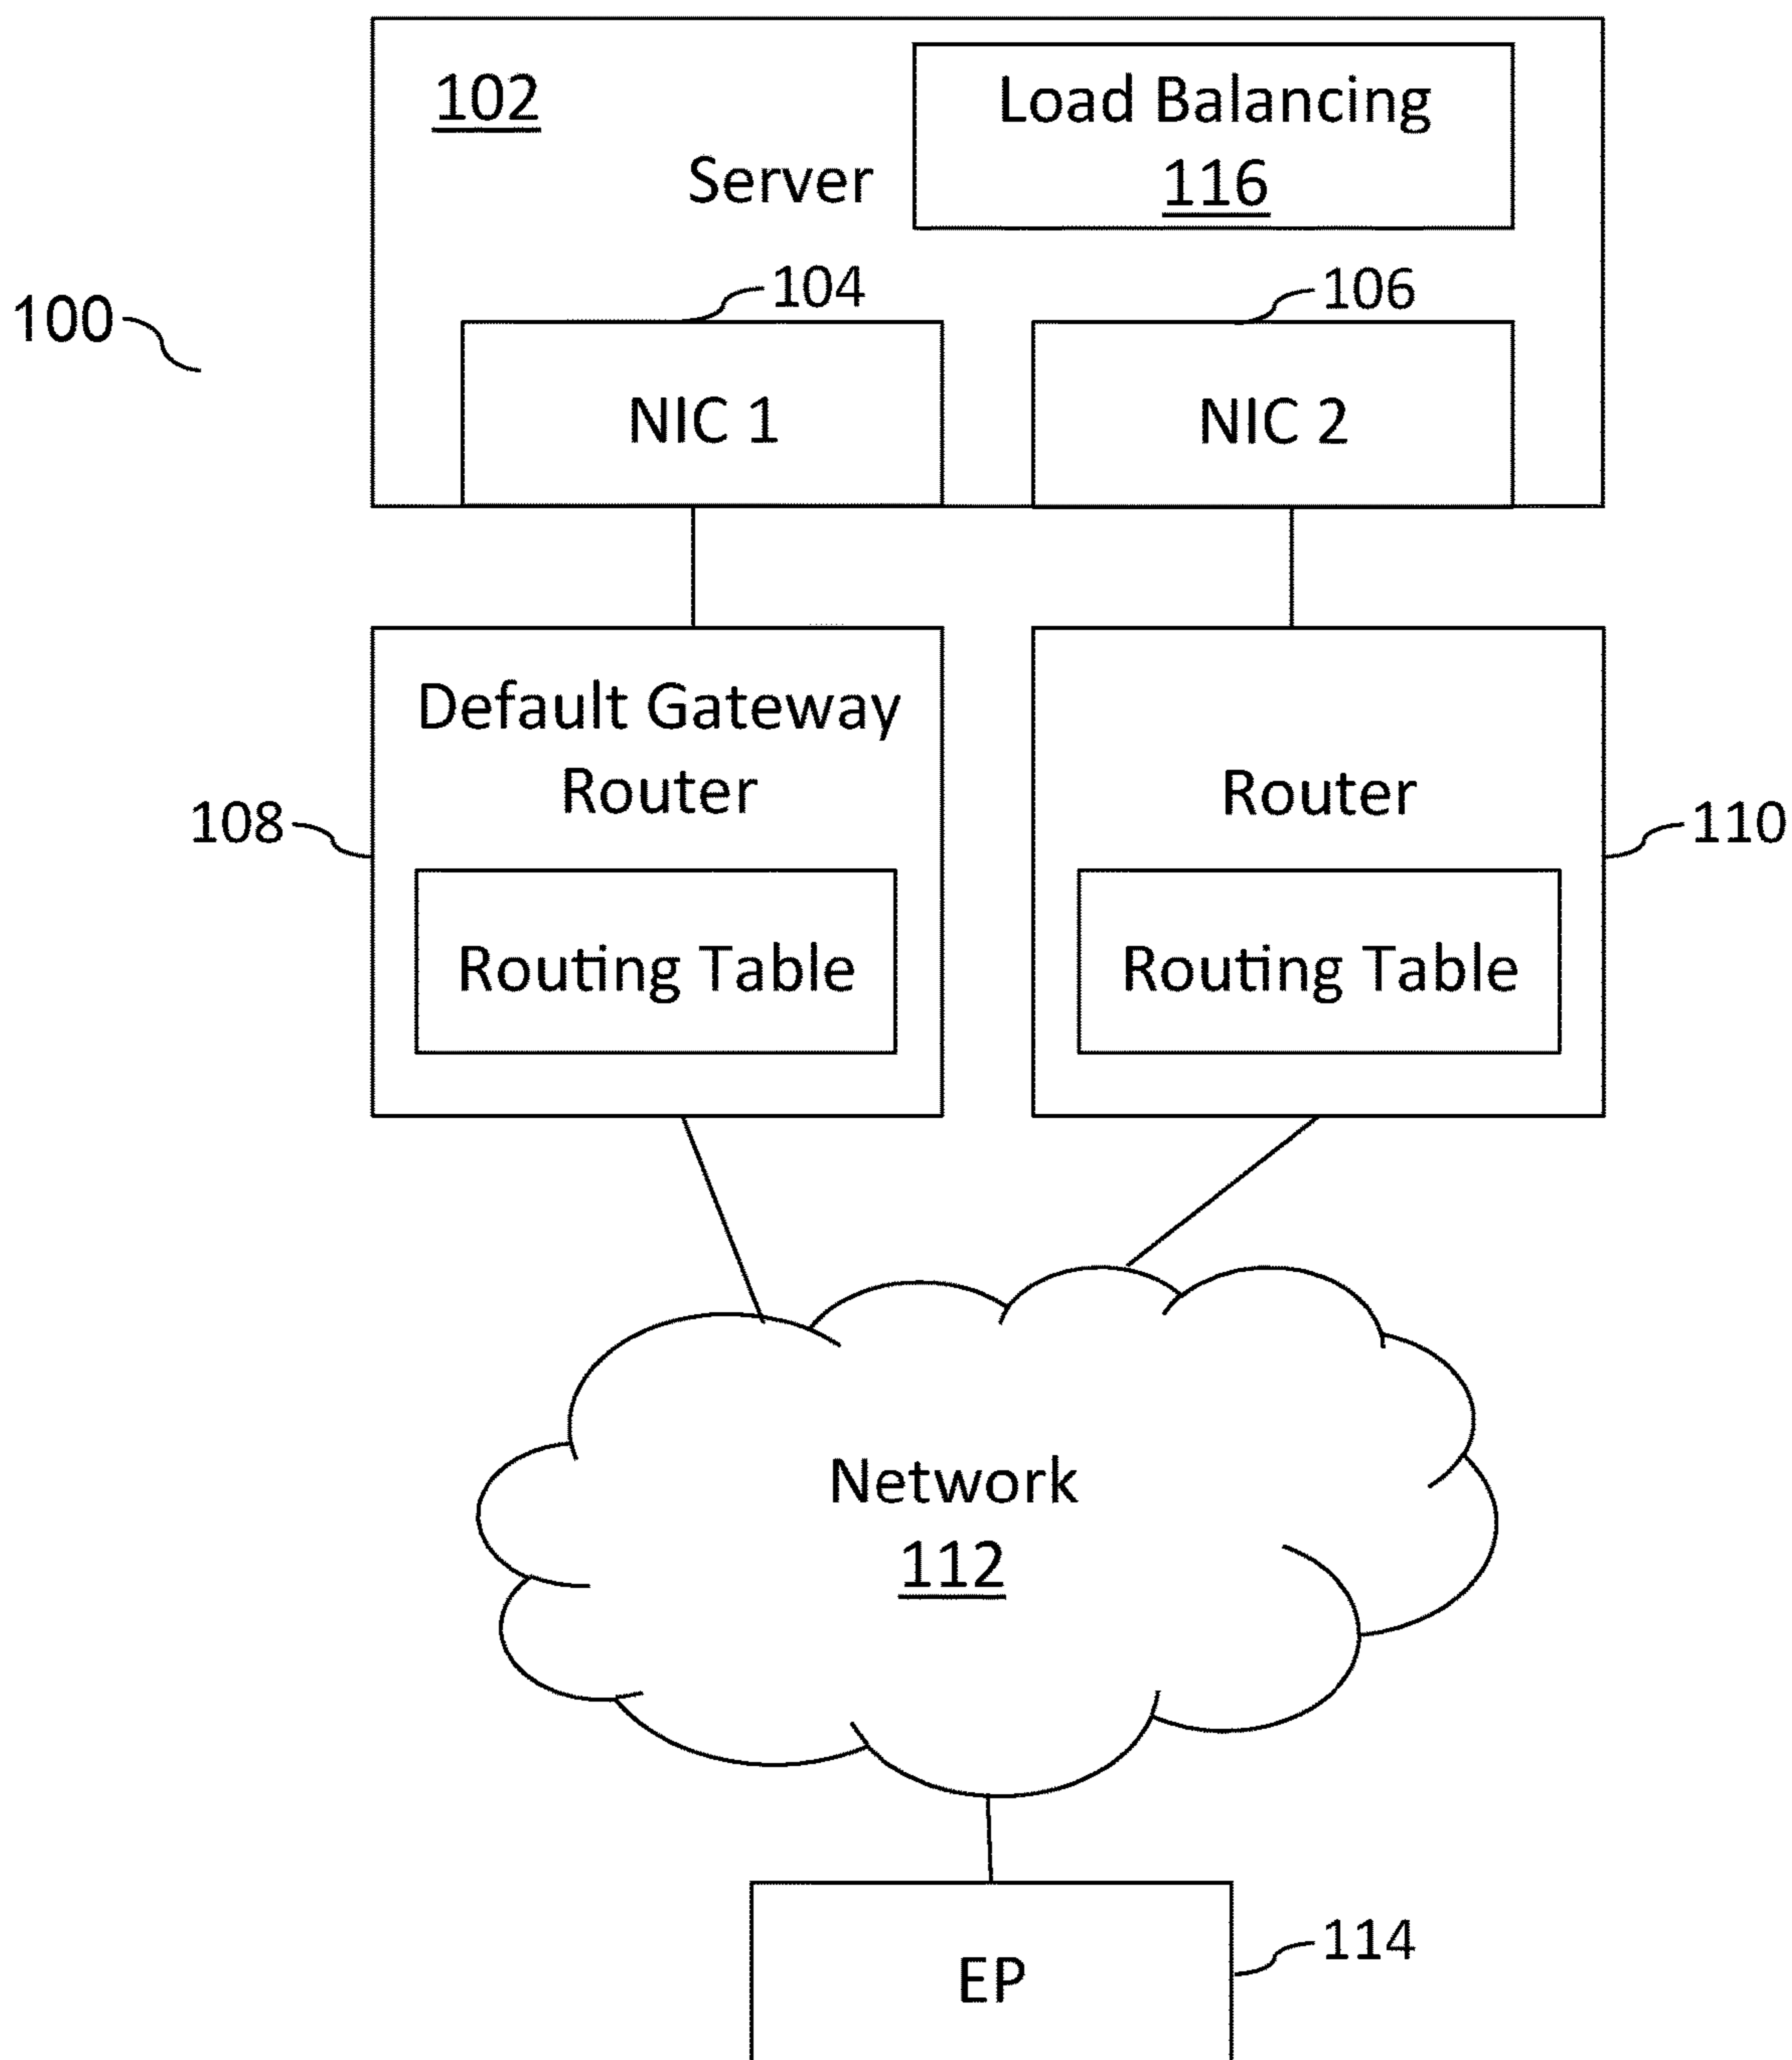 102
Load Balancing
116
Server
104
106
100
NIC 1
NIC 2
Default Gateway
Router
Router
108
110
Routing Table
Routing Table
Network
112
114
EP